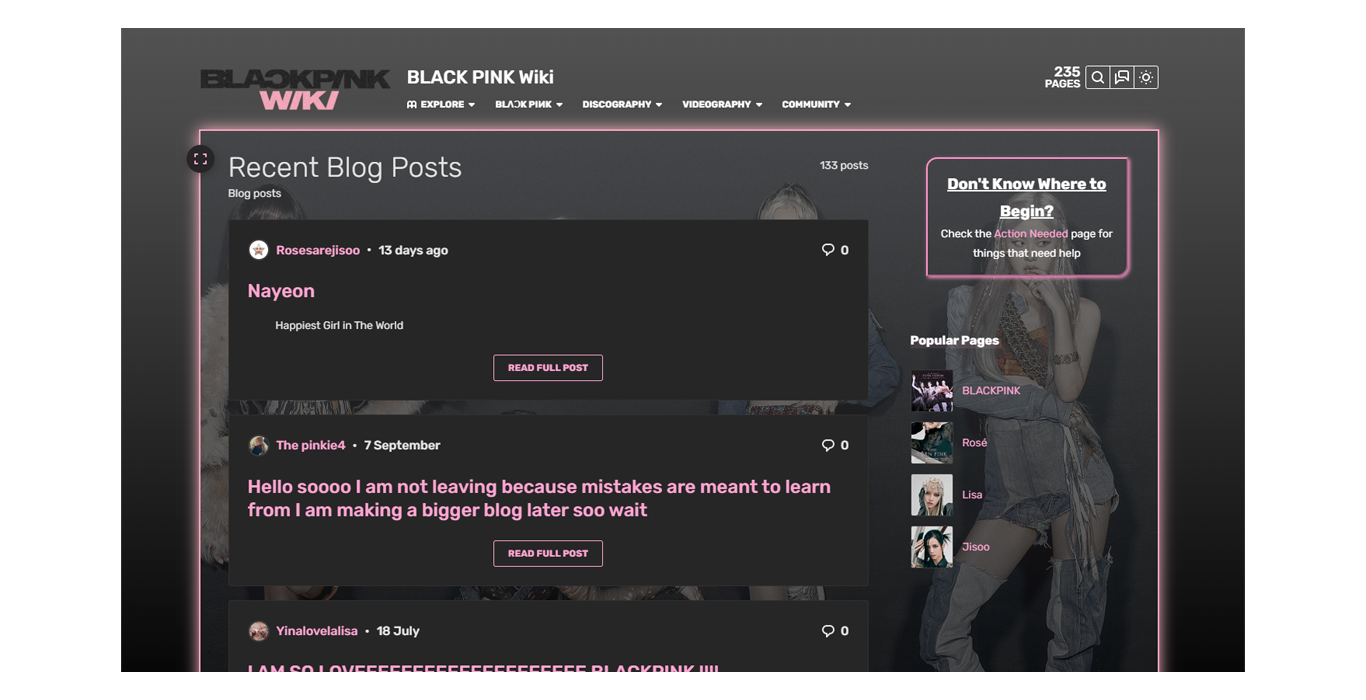 BLACKPINK
WIKI
BLACK PINK Wiki
EXPLORE
BLΛϽK PIИK
DISCOGRAPHY
VIDEOGRAPHY
COMMUNITY
235
PAGES
Recent Blog Posts
133 posts
Blog posts
Rosesarejisoo • 13 days ago
0
Nayeon
Happiest Girl in The World
READ FULL POST
The pinkie4 • 7 September
0
Hello soooo I am not leaving because mistakes are meant to learn
from I am making a bigger blog later soo wait
READ FULL POST
Yinalovelalisa • 18 July
0
Don't Know Where to
Begin?
Check the Action Needed page for
things that need help
Popular Pages
BLACKPINK
Rosé
Lisa
Jisoo